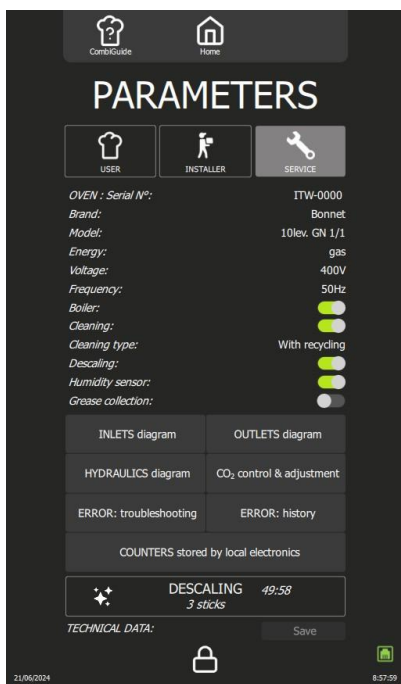 CombiGuide Home
PARAMETERS
USER INSTALLER SERVICE
OVEN : Serial N°: ITW-0000
Brand: Bonnet
Model: 10lev. GN 1/1
Energy: gas
Voltage: 400V
Frequency: 50Hz
Boiler:
Cleaning:
Cleaning type: With recycling
Descaling:
Humidity sensor:
Grease collection:
INLETS diagram OUTLETS diagram
HYDRAULICS diagram CO₂ control & adjustment
ERROR: troubleshooting ERROR: history
COUNTERS stored by local electronics
DESCALING 49:58
3 sticks
TECHNICAL DATA: Save
21/06/2024 8:57:59